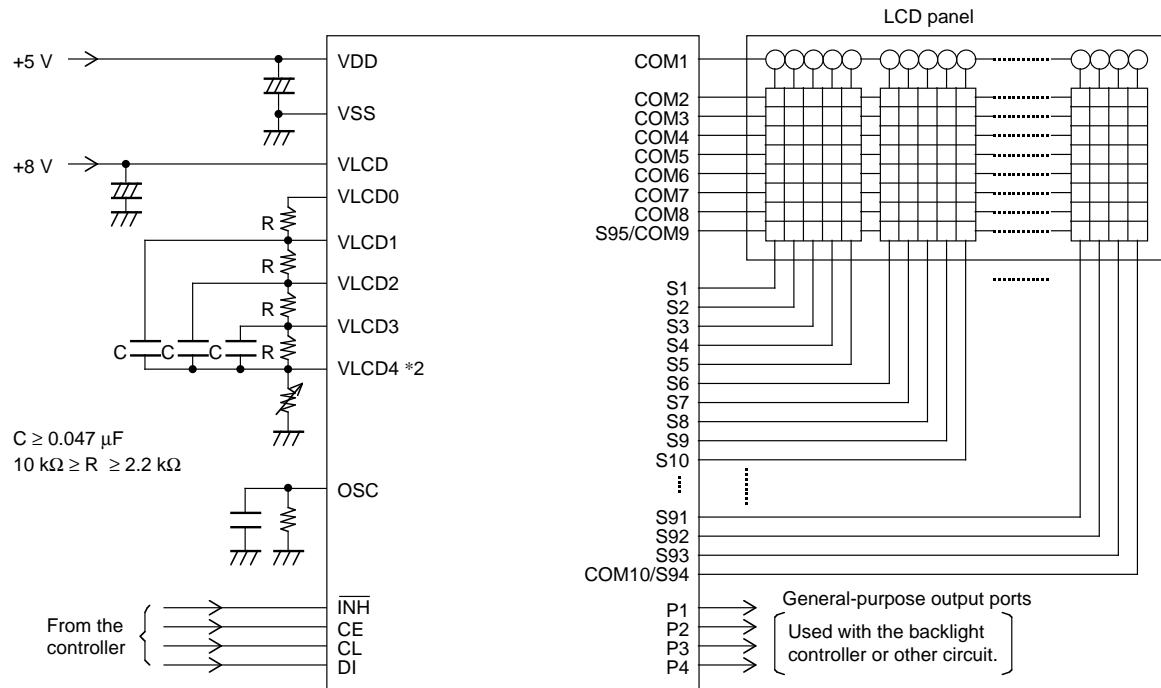 LCD panel
+5 V
VDD
COM1
VSS
COM2
COM3
COM4
COM5
COM6
COM7
COM8
S95/COM9
+8 V
VLCD
VLCD0
R
VLCD1
R
VLCD2
R
VLCD3
C
C
C
R
VLCD4 *2
C ≥ 0.047 μF
10 kΩ ≥ R ≥ 2.2 kΩ
OSC
S1
S2
S3
S4
S5
S6
S7
S8
S9
S10
S91
S92
S93
COM10/S94
From the
controller
INH
CE
CL
DI
P1
P2
P3
P4
General-purpose output ports
Used with the backlight
controller or other circuit.